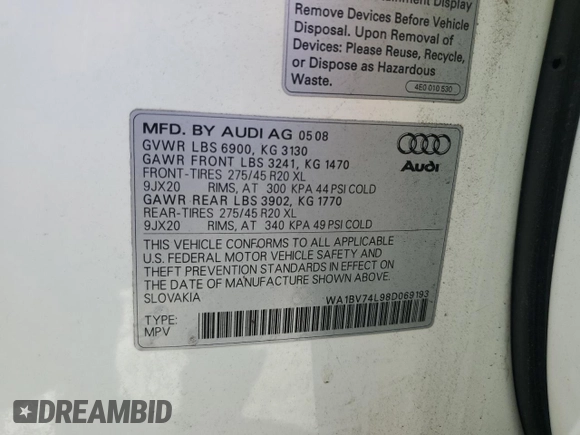 tainment Display
Remove Devices Before Vehicle
Disposal. Upon Removal of
Devices: Please Reuse, Recycle,
or Dispose as Hazardous
Waste.
4E0 010 530
MFD. BY AUDI AG 05 08
GVWR LBS 6900, KG 3130
GAWR FRONT LBS 3241, KG 1470
FRONT-TIRES 275/45 R20 XL
9JX20 RIMS, AT 300 KPA 44 PSI COLD
GAWR REAR LBS 3902, KG 1770
REAR-TIRES 275/45 R20 XL
9JX20 RIMS, AT 340 KPA 49 PSI COLD
THIS VEHICLE CONFORMS TO ALL APPLICABLE
U.S. FEDERAL MOTOR VEHICLE SAFETY AND
THEFT PREVENTION STANDARDS IN EFFECT ON
THE DATE OF MANUFACTURE SHOWN ABOVE.
SLOVAKIA WA1BV74L98D069193
TYPE:
MPV
Audi
DREAMBID